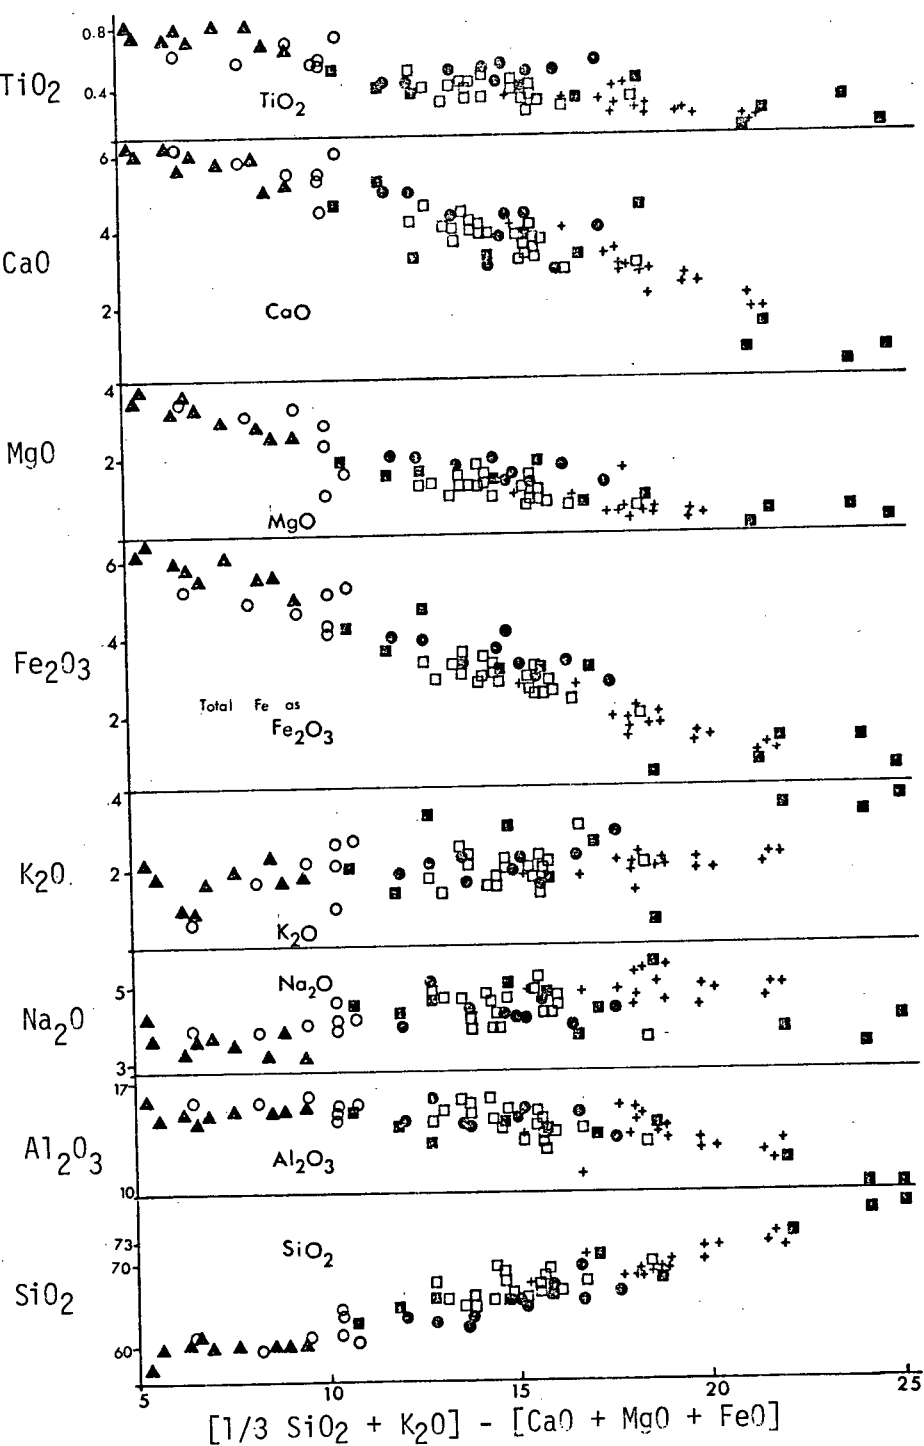 0.8
TiO2
0.4
TiO2
6
4
CaO
2
CaO
4
MgO
2
MgO
6
4
Fe2O3
Total Fe as
2
Fe2O3
4
K2O
2
K2O
Na2O
5
Na2O
3
17
Al2O3
Al2O3
10
SiO2
73
70
SiO2
60
5 10 15 20 25
[1/3 SiO2 + K2O] - [CaO + MgO + FeO]